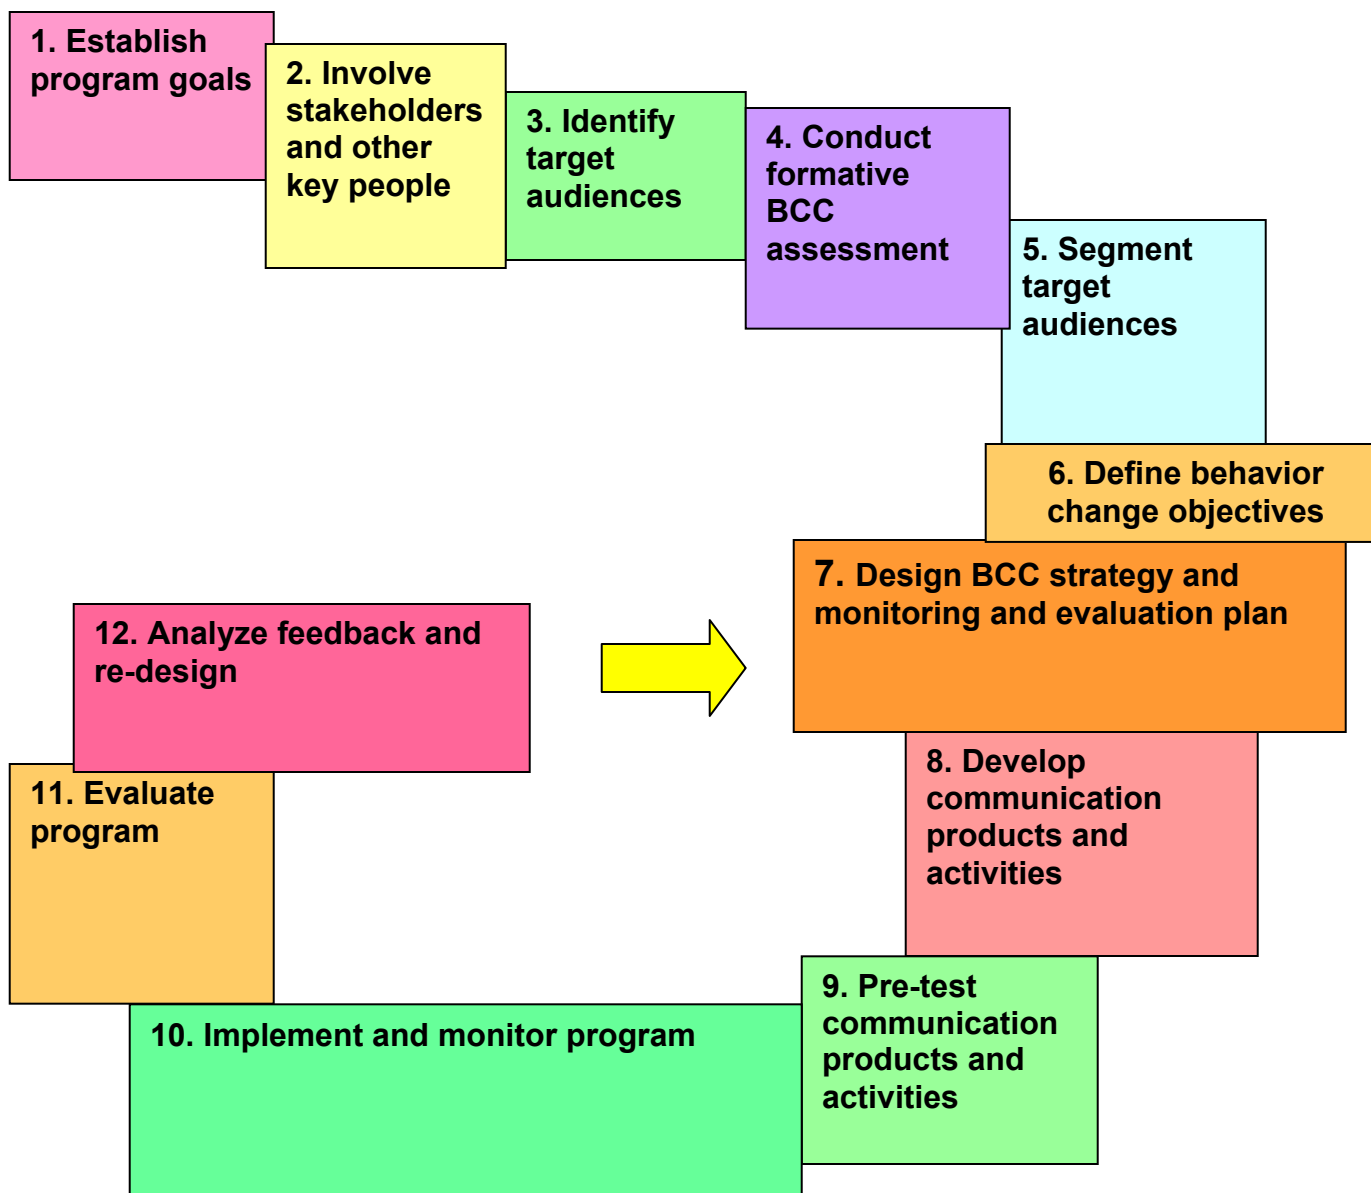 1. Establish
program goals
2. Involve
stakeholders
and other
key people
3. Identify
target
audiences
4. Conduct
formative
BCC
assessment
5. Segment
target
audiences
6. Define behavior
change objectives
7. Design BCC strategy and
monitoring and evaluation plan
8. Develop
communication
products and
activities
9. Pre-test
communication
products and
activities
10. Implement and monitor program
11. Evaluate
program
12. Analyze feedback and
re-design